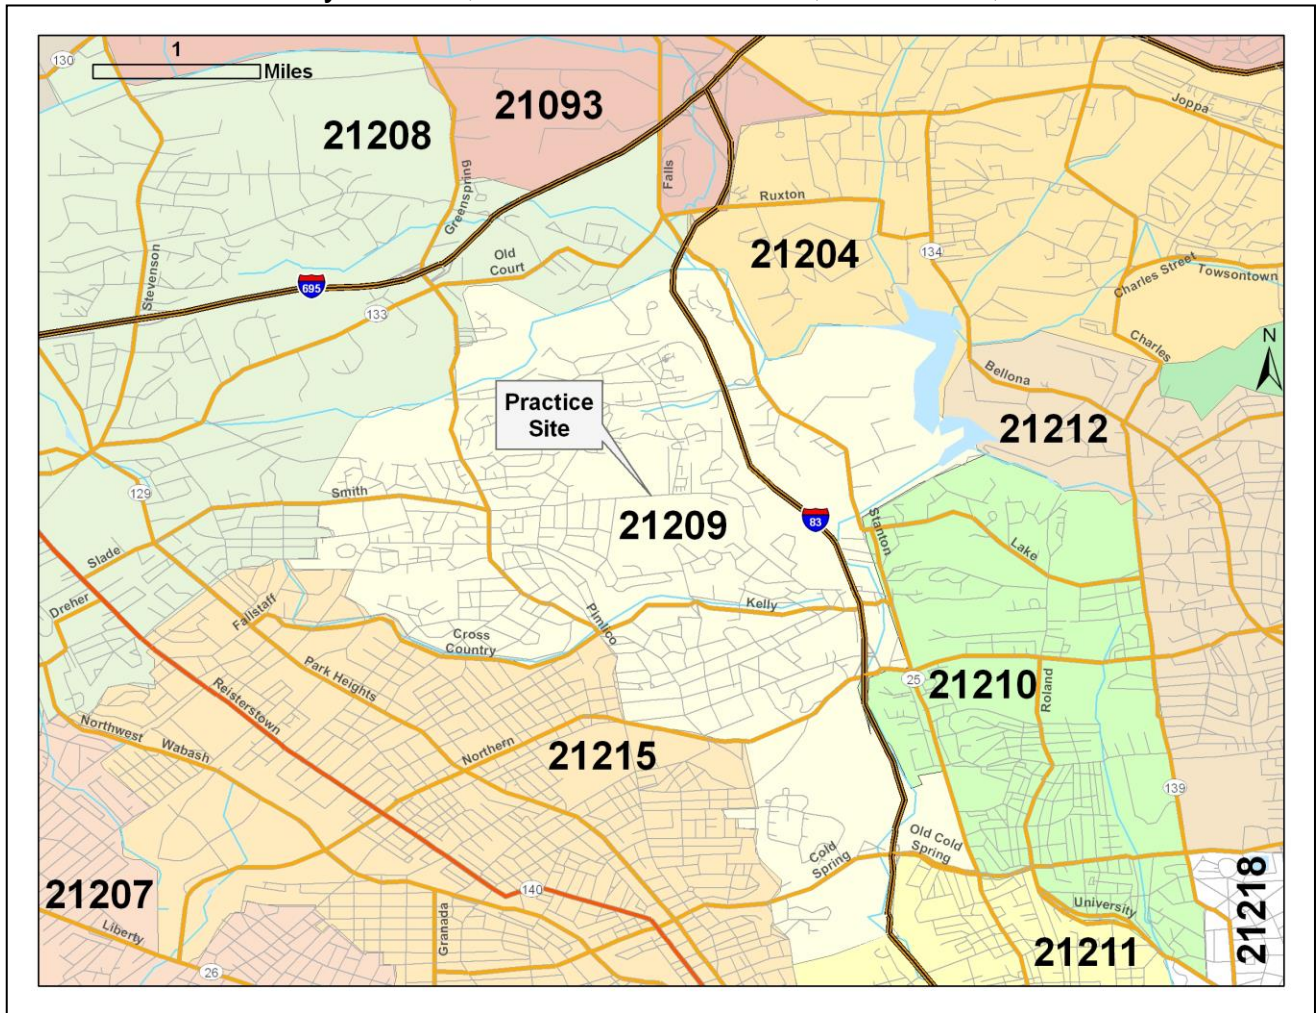 130
1
Miles
21093
21208
Joppa
Falls
Greenspring
Ruxton
Stevenson
Old
Court
21204
134
Charles Street
Towsontown
695
133
N
Charles
Bellona
Practice
Site
21212
129
Smith
21209
83
Stanton
Lake
Slade
Dreher
Fallstaff
Pimlico
Kelly
Cross
Country
Park Heights
25
21210
Roland
Reisterstown
Northwest
Wabash
Northern
21215
139
Old Cold
Spring
Cold
Spring
21207
140
Granada
University
21218
Liberty
21211
26